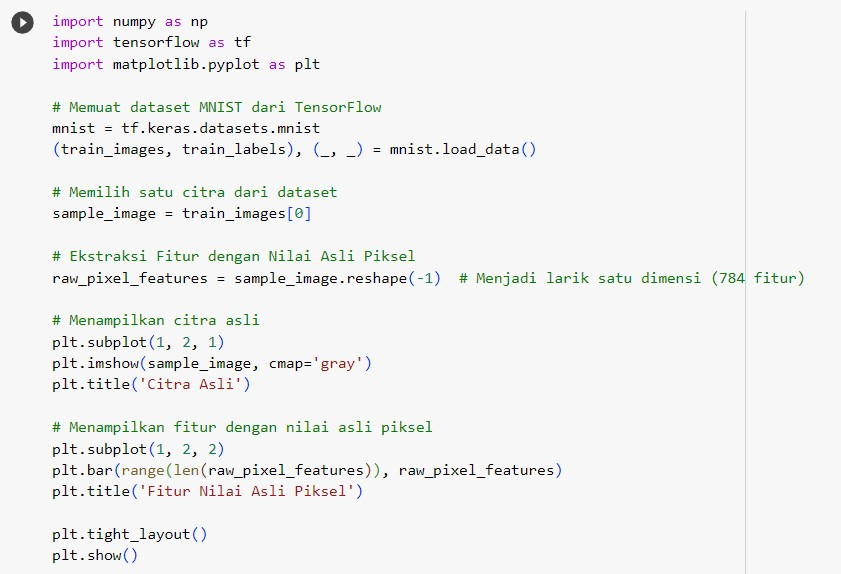 import numpy as np
import tensorflow as tf
import matplotlib.pyplot as plt
# Memuat dataset MNIST dari TensorFlow
mnist = tf.keras.datasets.mnist
(train_images, train_labels), (_, _) = mnist.load_data()
# Memilih satu citra dari dataset
sample_image = train_images[0]
# Ekstraksi Fitur dengan Nilai Asli Piksel
raw_pixel_features = sample_image.reshape(-1)  # Menjadi larik satu dimensi (784 fitur)
# Menampilkan citra asli
plt.subplot(1, 2, 1)
plt.imshow(sample_image, cmap='gray')
plt.title('Citra Asli')
# Menampilkan fitur dengan nilai asli piksel
plt.subplot(1, 2, 2)
plt.bar(range(len(raw_pixel_features)), raw_pixel_features)
plt.title('Fitur Nilai Asli Piksel')
plt.tight_layout()
plt.show()